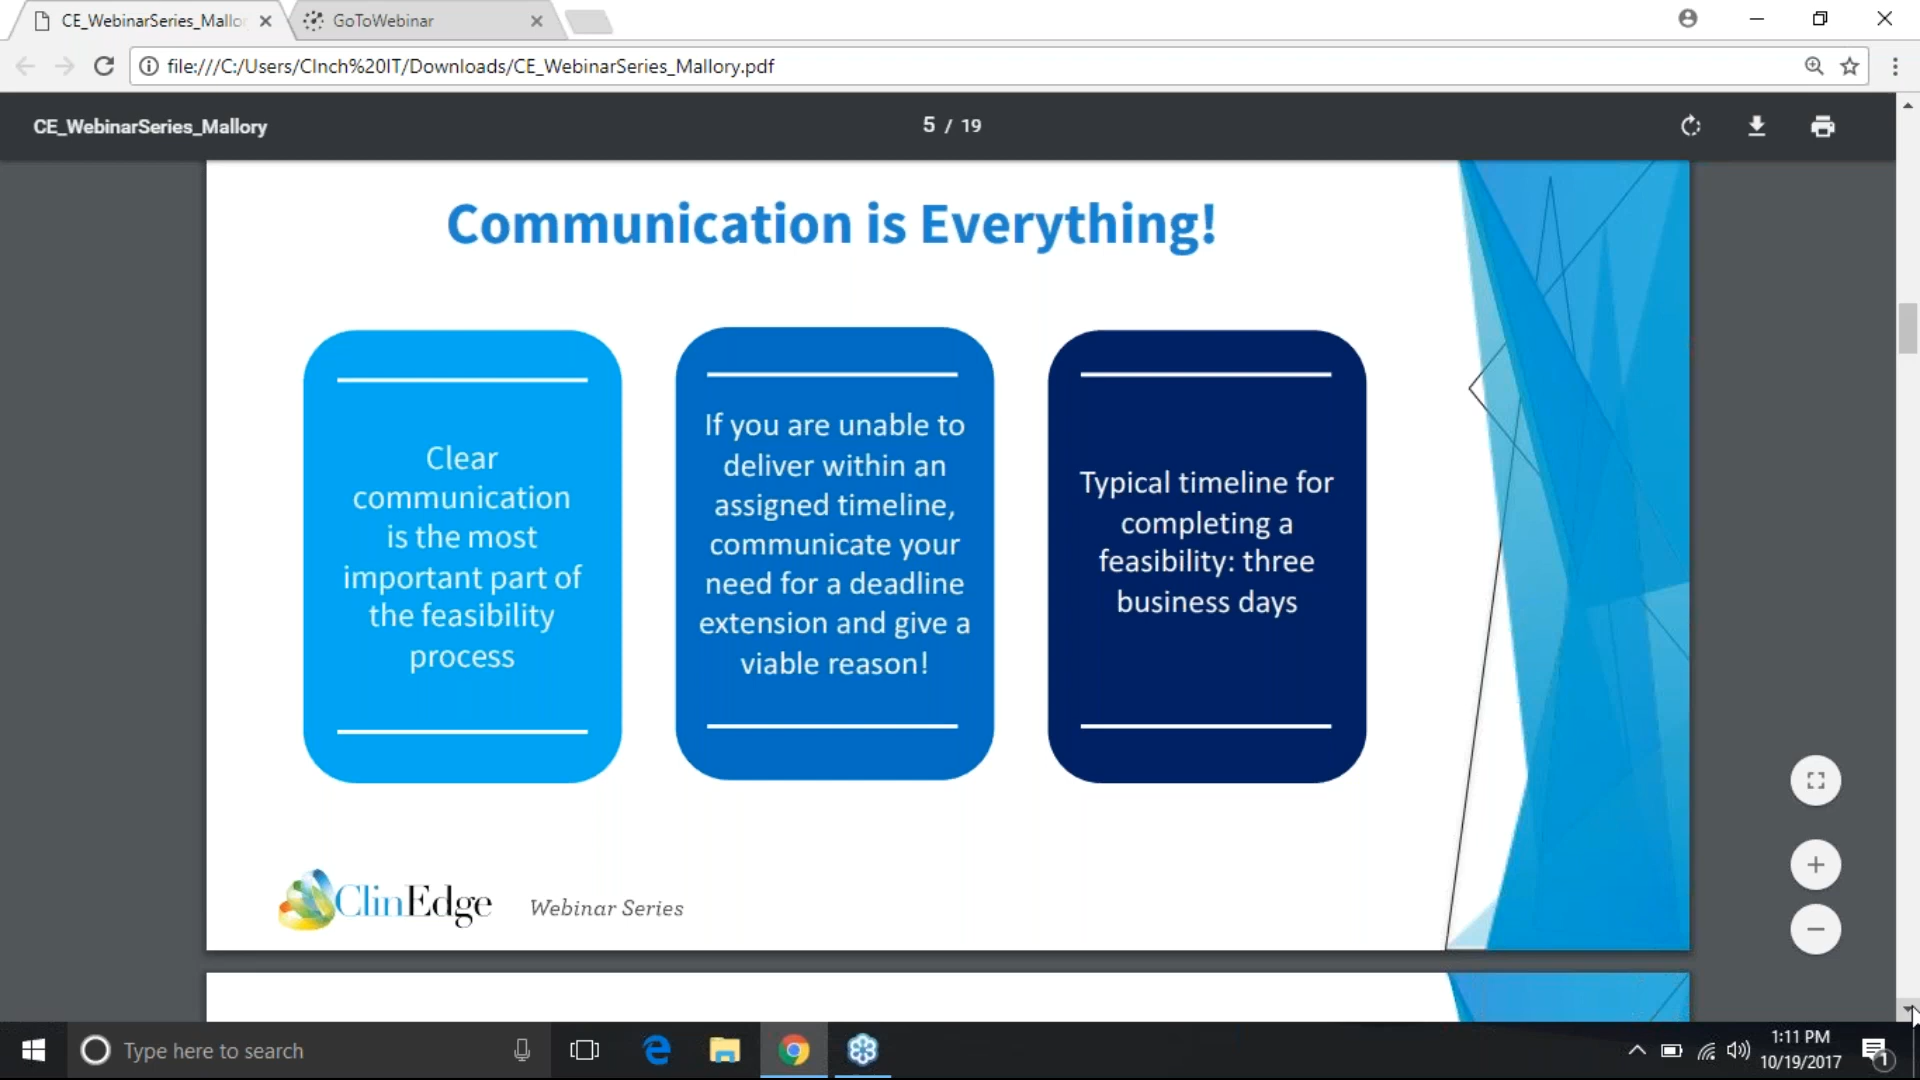 CE_WebinarSeries_Mallor
GoToWebinar
file:///C:/Users/CInch%20IT/Downloads/CE_WebinarSeries_Mallory.pdf
CE_WebinarSeries_Mallory
5 / 19
Communication is Everything!
Clear
communication
is the most
important part of
the feasibility
process
If you are unable to
deliver within an
assigned timeline,
communicate your
need for a deadline
extension and give a
viable reason!
Typical timeline for
completing a
feasibility: three
business days
ClinEdge
Webinar Series
Type here to search
1:11 PM
10/19/2017
1